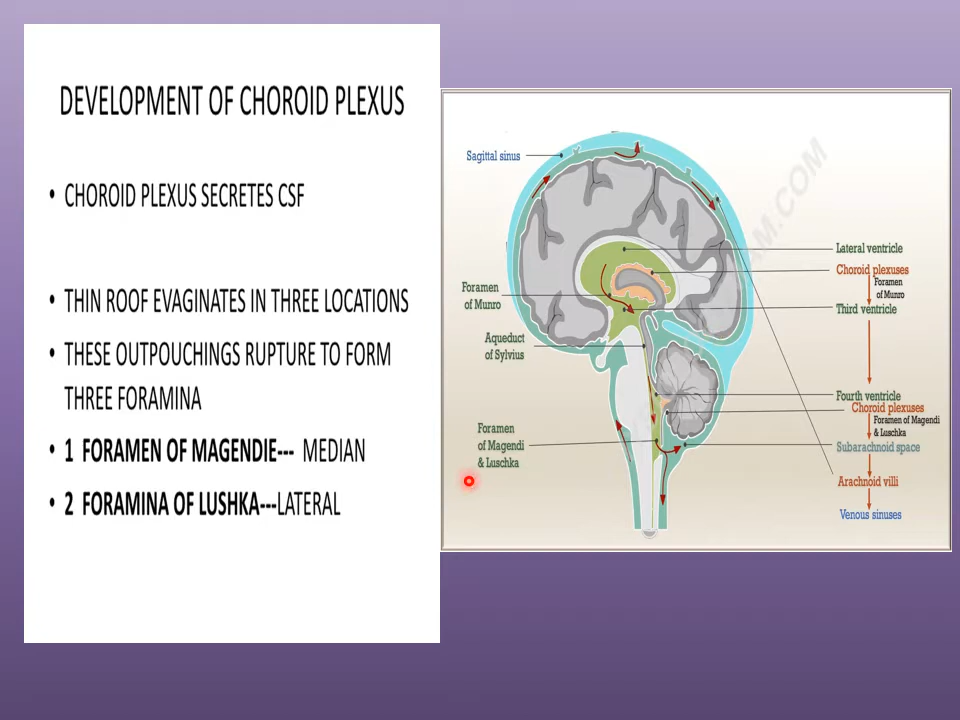 DEVELOPMENT OF CHOROID PLEXUS
• CHOROID PLEXUS SECRETES CSF
• THIN ROOF EVAGINATES IN THREE LOCATIONS
• THESE OUTPOUCHINGS RUPTURE TO FORM
THREE FORAMINA
• 1 FORAMEN OF MAGENDIE--- MEDIAN
• 2 FORAMINA OF LUSHKA---LATERAL
Sagittal sinus
Foramen
of Munro
Aqueduct
of Sylvius
Foramen
of Magendi
& Luschka
Lateral ventricle
Choroid plexuses
Foramen
of Munro
Third ventricle
Fourth ventricle
Choroid plexuses
Foramen of Magendi
& Luschka
Subarachnoid space
Arachnoid villi
Venous sinuses
AM.COM